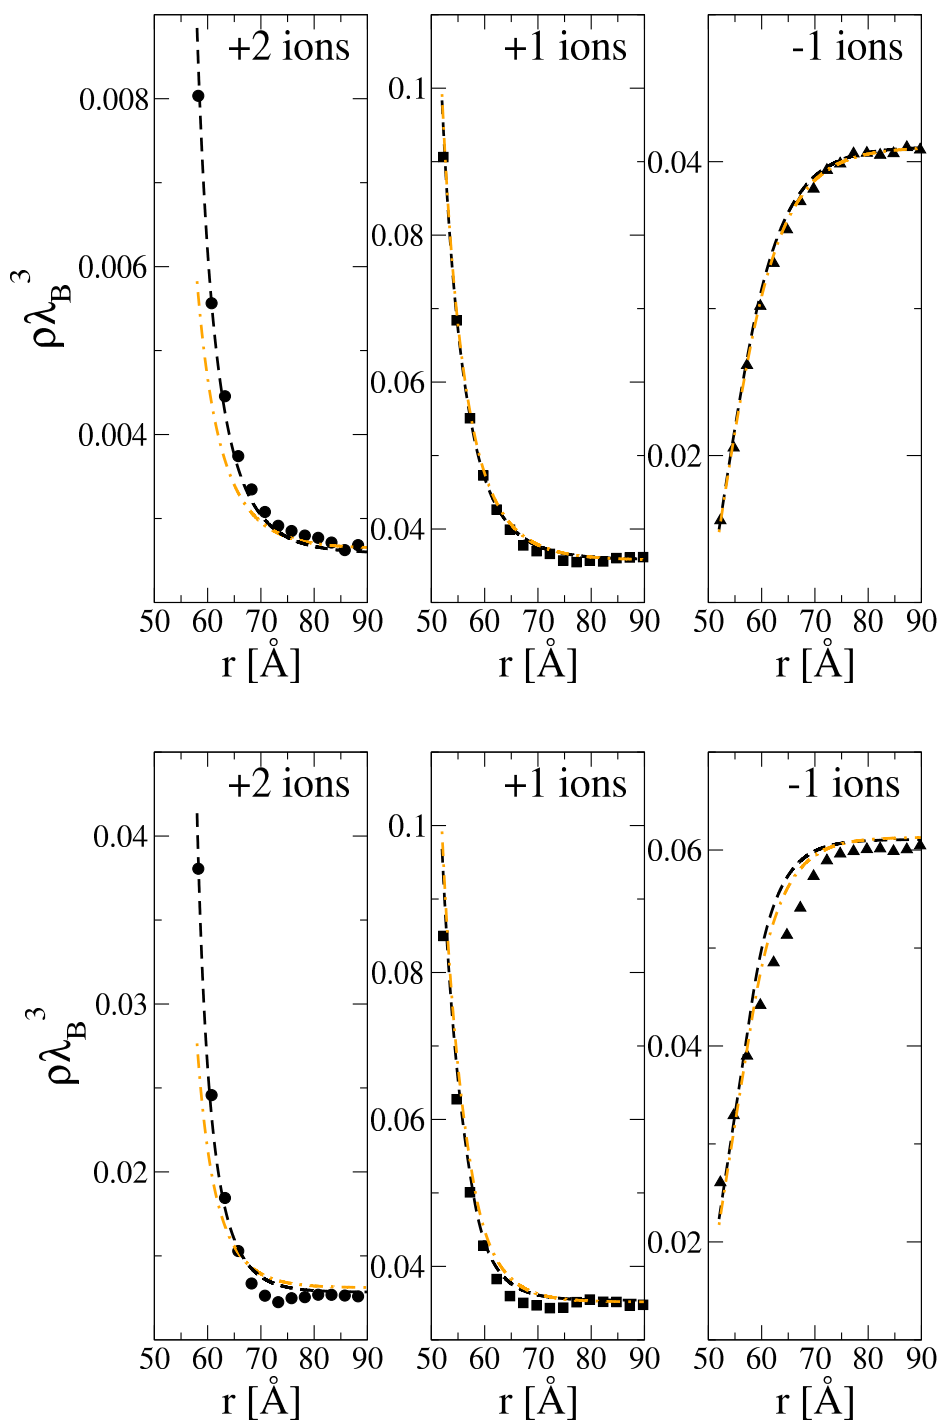 +2 ions +1 ions -1 ions
0.008 0.1 0.04
0.006 0.08
0.004 0.06 0.02
0.04
ρλB3
50 60 70 80 90 50 60 70 80 90 50 60 70 80 90
r [Å] r [Å] r [Å]
+2 ions +1 ions -1 ions
0.04 0.1 0.06
0.03 0.08 0.04
0.02 0.06 0.02
0.04
ρλB3
50 60 70 80 90 50 60 70 80 90 50 60 70 80 90
r [Å] r [Å] r [Å]